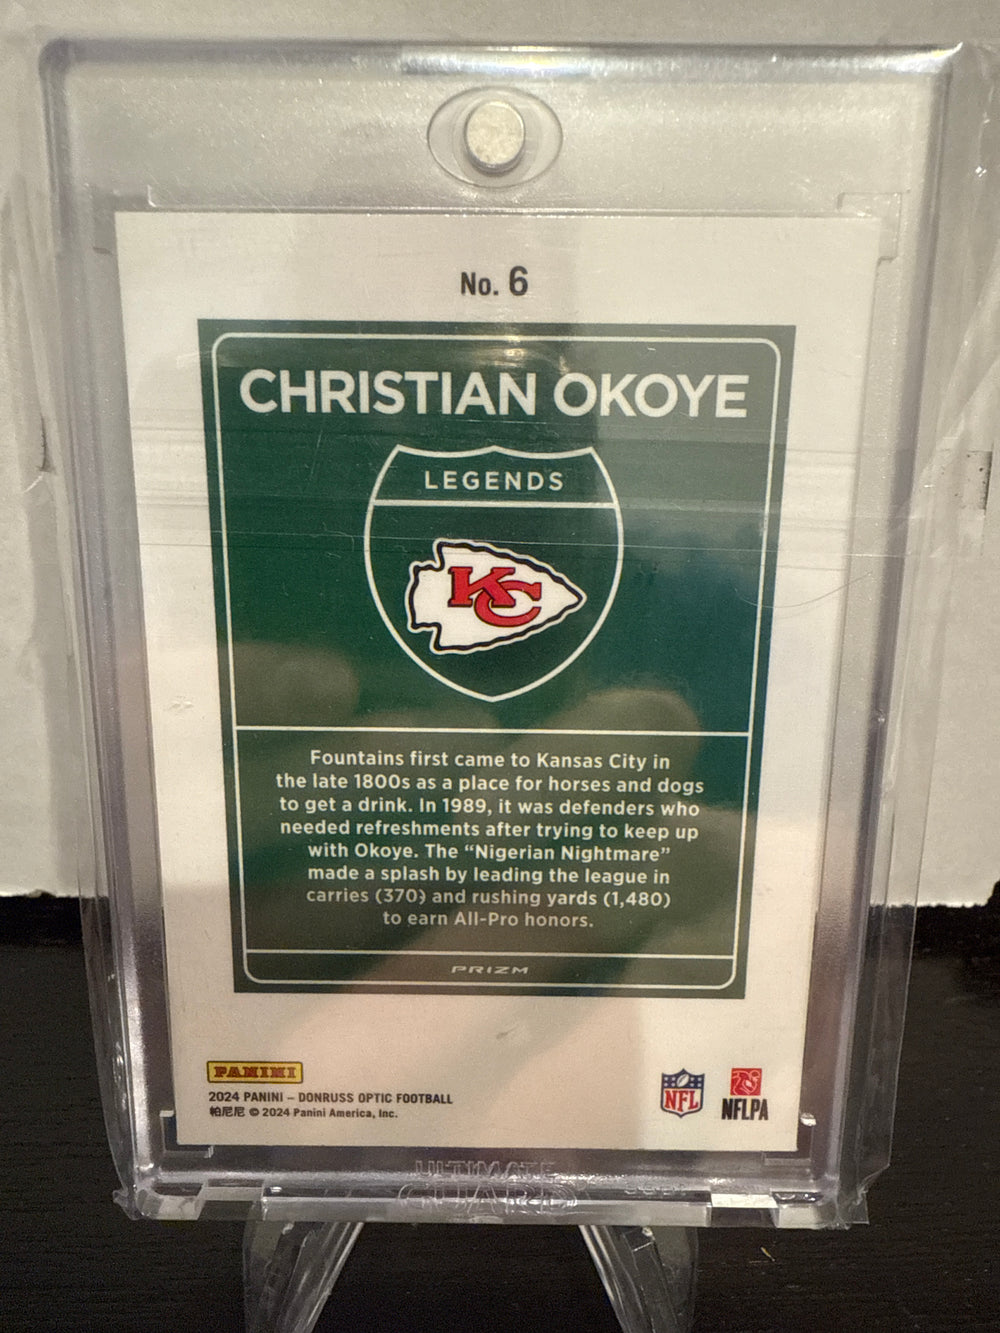 No. 6
CHRISTIAN OKOYE
LEGENDS
KC
Fountains first came to Kansas City in
the late 1800s as a place for horses and dogs
to get a drink. In 1989, it was defenders who
needed refreshments after trying to keep up
with Okoye. The “Nigerian Nightmare”
made a splash by leading the league in
carries (370) and rushing yards (1,480)
to earn All-Pro honors.
PRIZM
PANINI
2024 PANINI – DONRUSS OPTIC FOOTBALL
帕尼尼 © 2024 Panini America, Inc.
NFL
NFLPA
ULTIMATE
GUARD